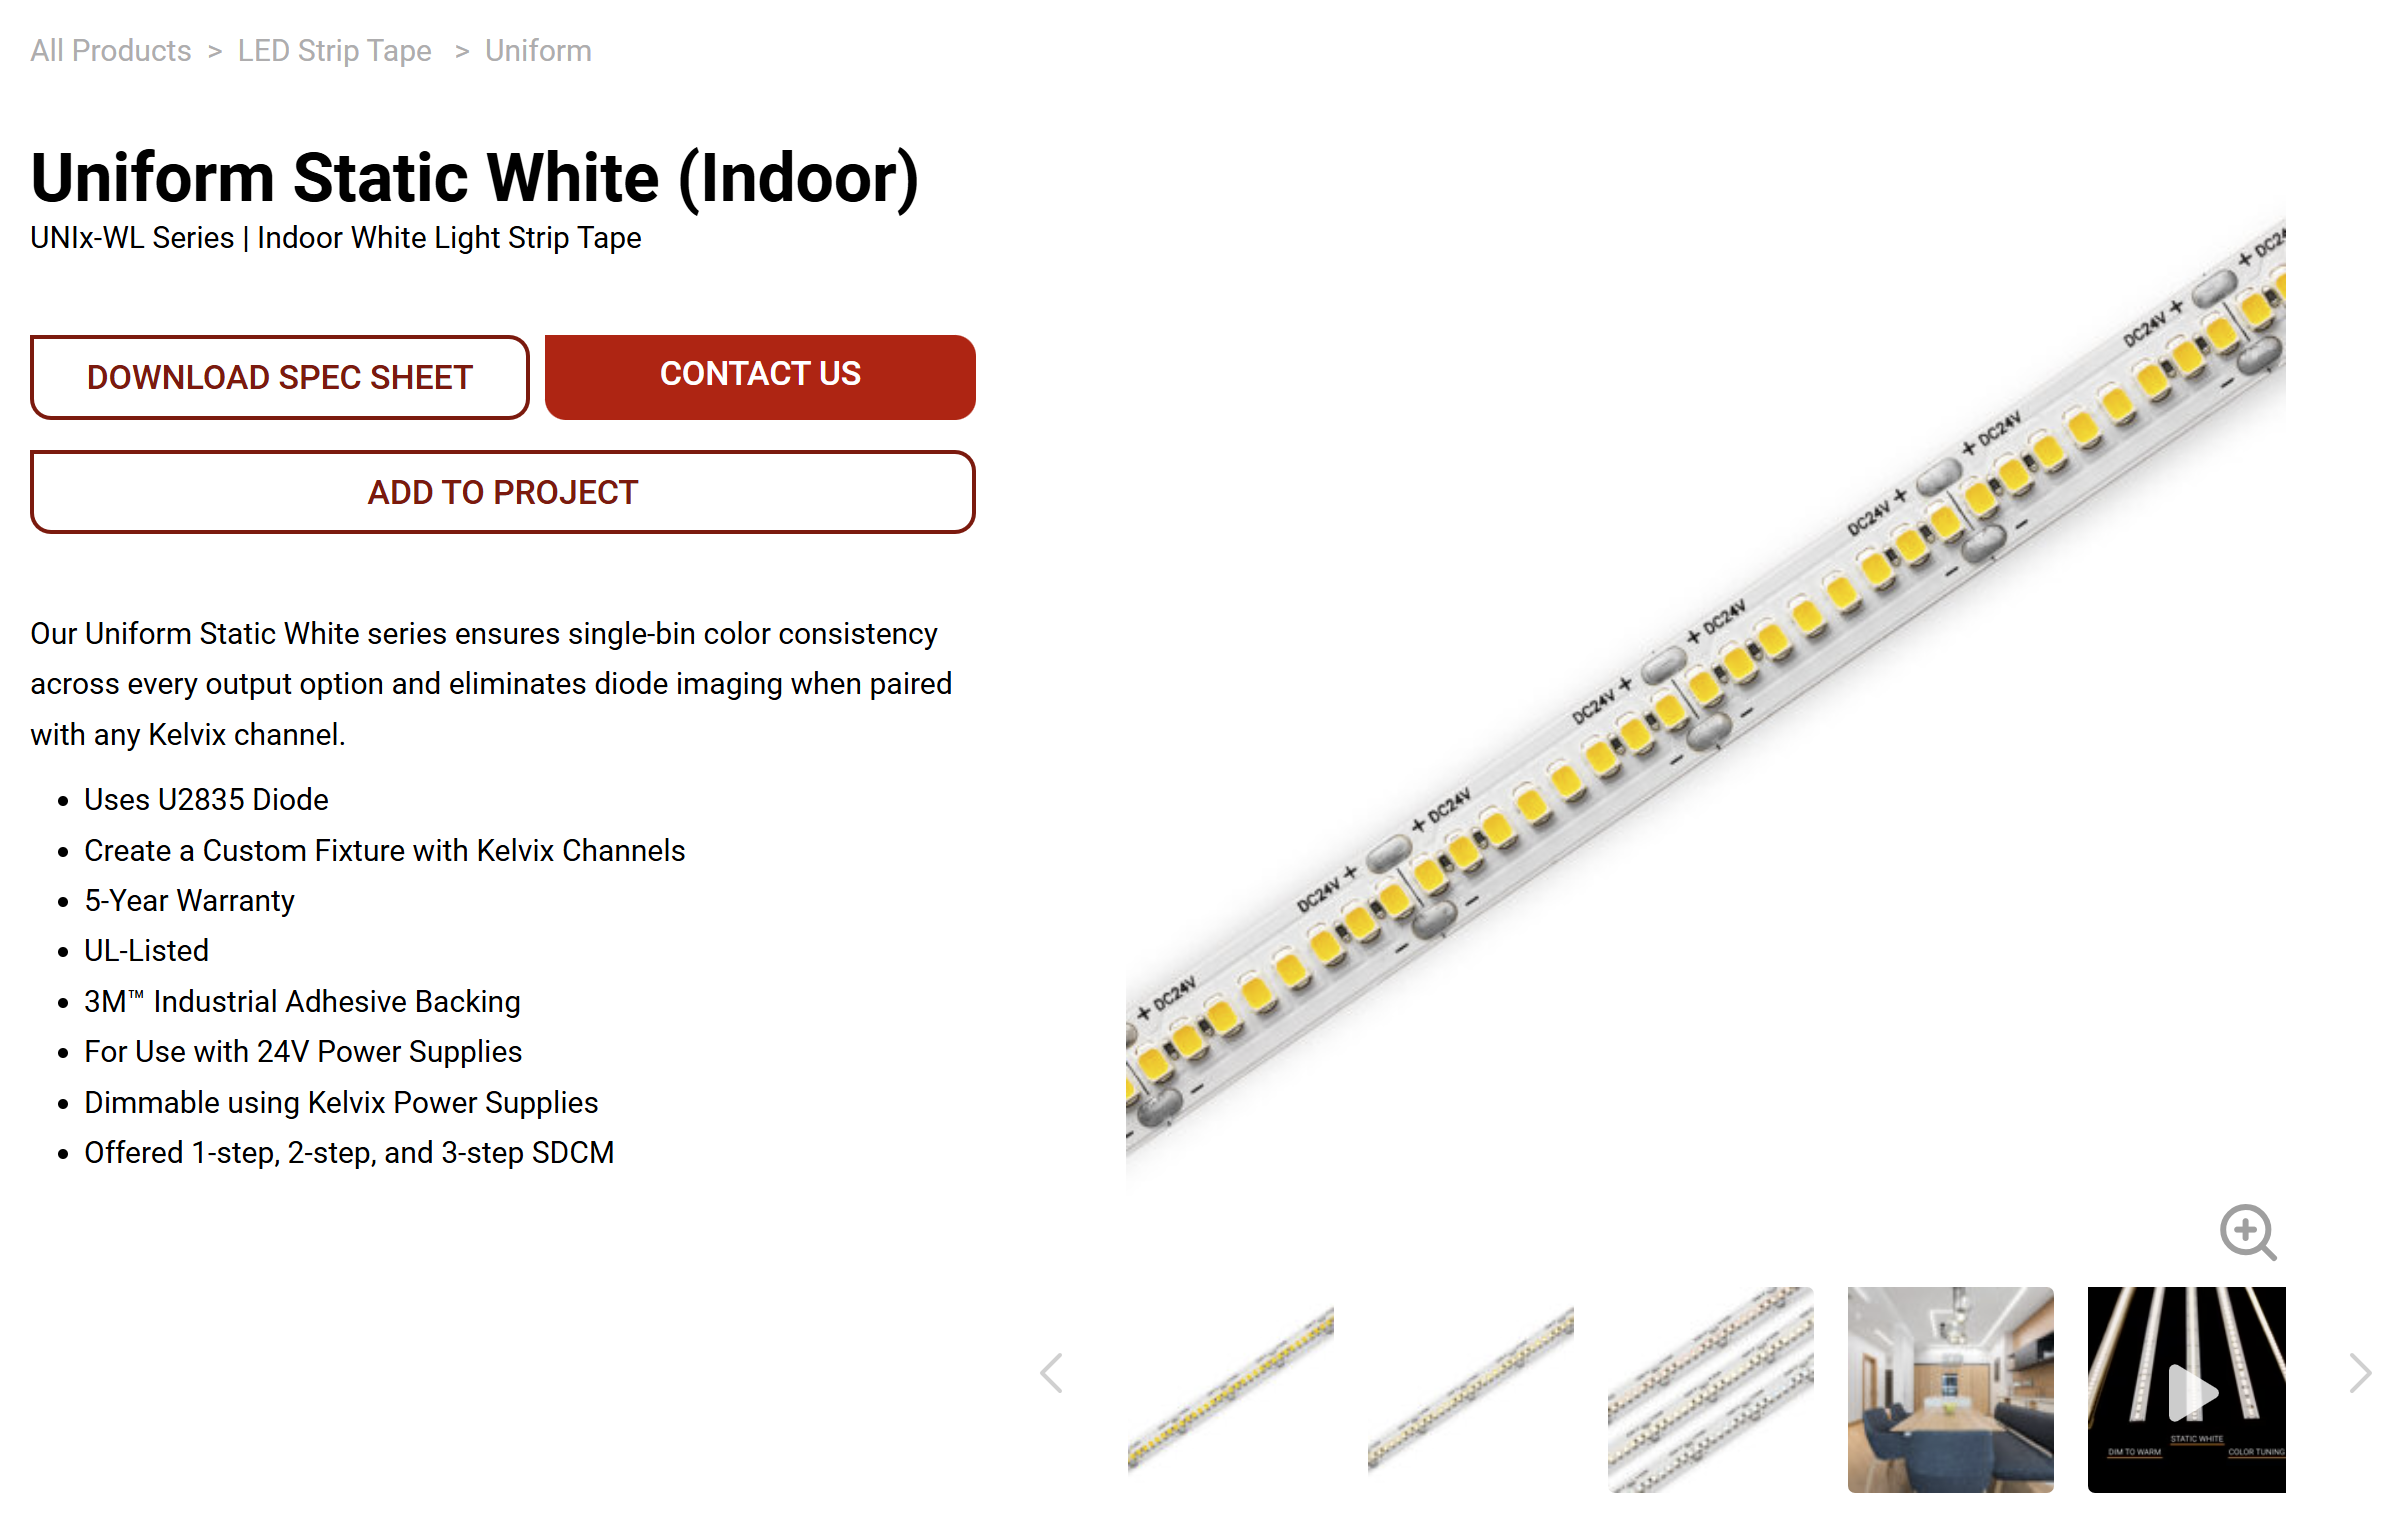 All Products > LED Strip Tape > Uniform
Uniform Static White (Indoor)
UNIx-WL Series | Indoor White Light Strip Tape
DOWNLOAD SPEC SHEET
CONTACT US
ADD TO PROJECT
Our Uniform Static White series ensures single-bin color consistency
across every output option and eliminates diode imaging when paired
with any Kelvix channel.
• Uses U2835 Diode
• Create a Custom Fixture with Kelvix Channels
• 5-Year Warranty
• UL-Listed
• 3M™ Industrial Adhesive Backing
• For Use with 24V Power Supplies
• Dimmable using Kelvix Power Supplies
• Offered 1-step, 2-step, and 3-step SDCM
+ DC24
DC24V +
+ DC24V
DC24V +
+ DC24V
DC24V +
+ DC24V
DC24V +
+ DC24V
STATIC WHITE
DIM TO WARM
COLOR TUNING